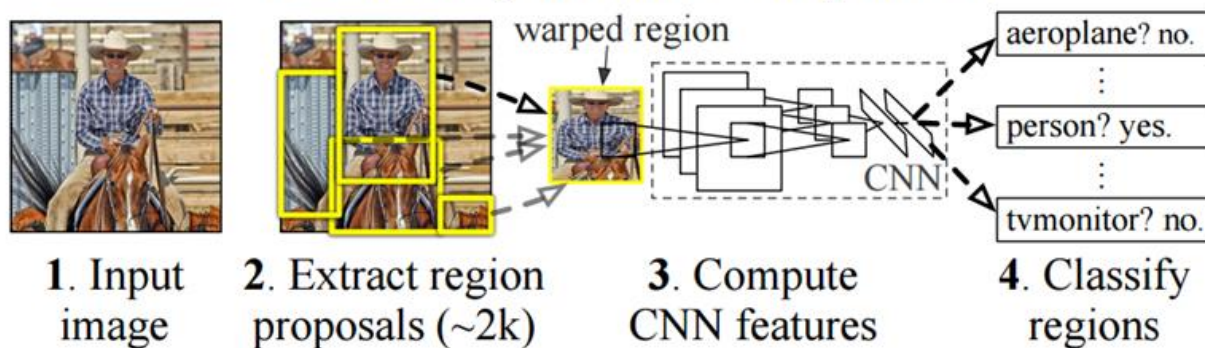 warped region
aeroplane? no.
⋮
person? yes.
⋮
tvmonitor? no.
CNN
1. Input
image
2. Extract region
proposals (~2k)
3. Compute
CNN features
4. Classify
regions